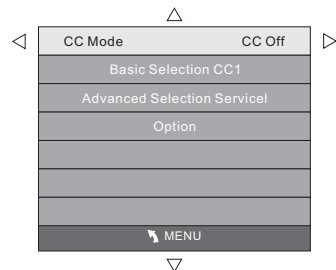 CC Mode CC Off
Basic Selection CC1
Advanced Selection Servicel
Option
MENU